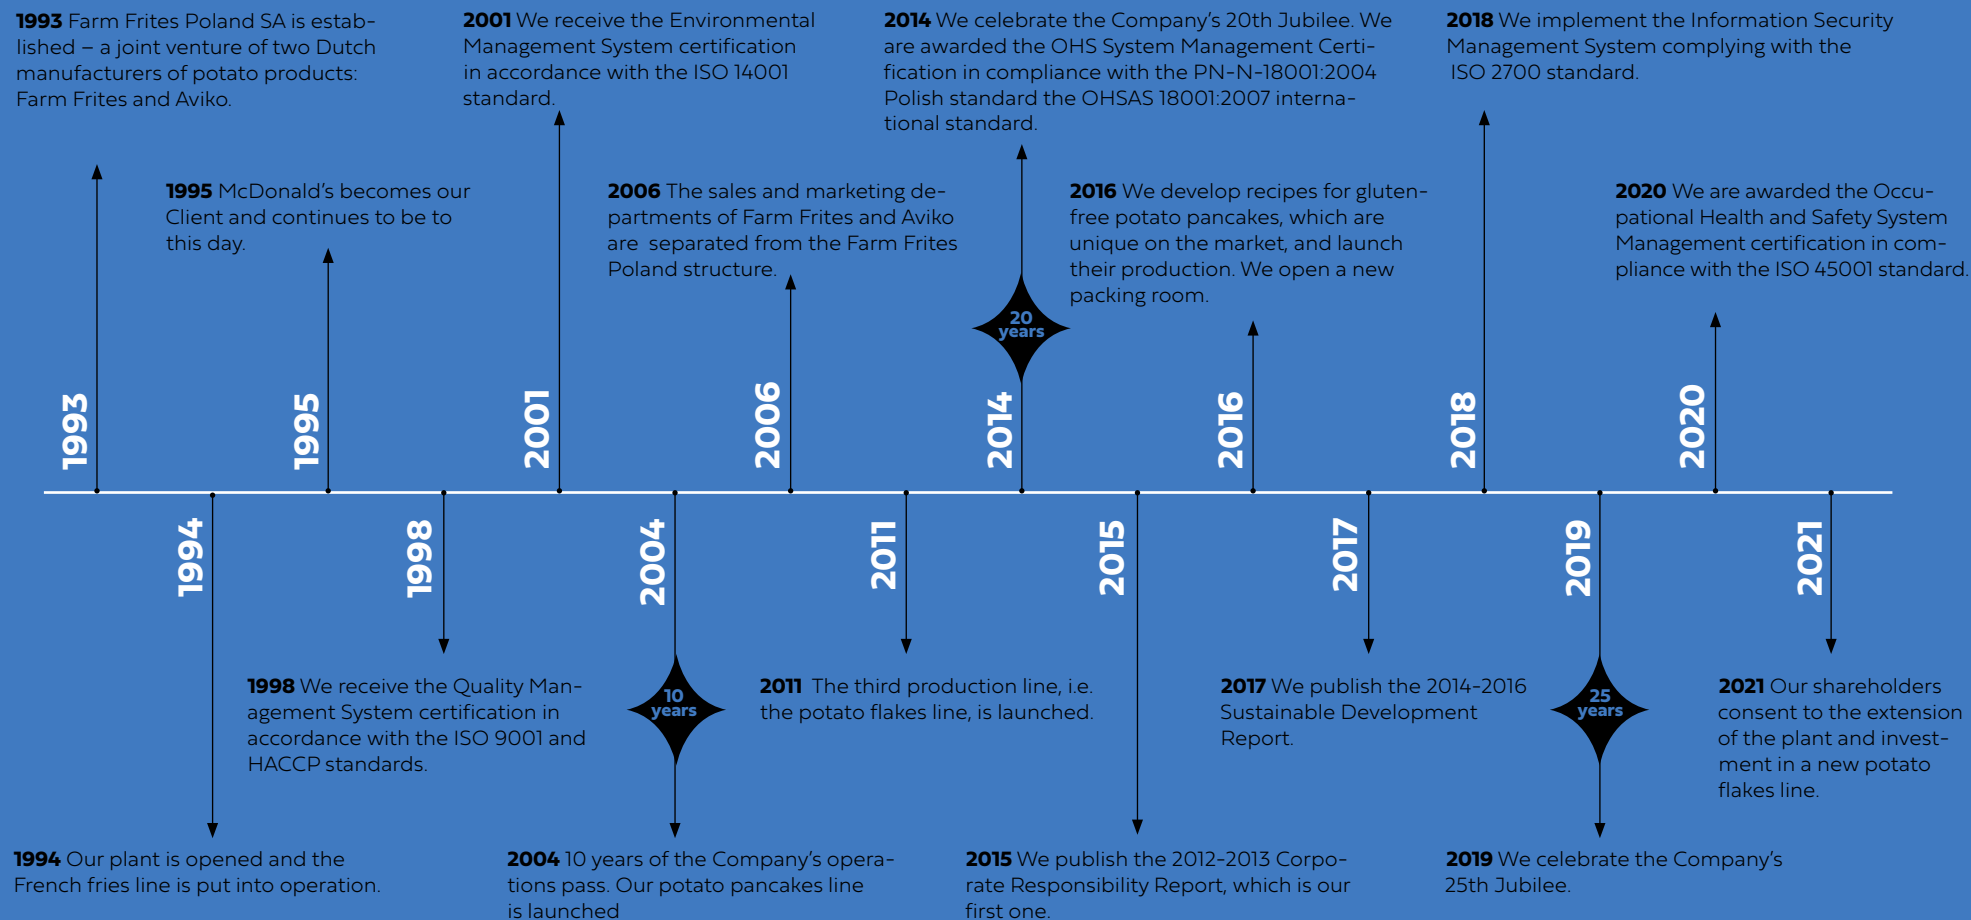 1993 Farm Frites Poland SA is estab-
lished – a joint venture of two Dutch
manufacturers of potato products:
Farm Frites and Aviko.
2001 We receive the Environmental
Management System certification
in accordance with the ISO 14001
standard.
2014 We celebrate the Company's 20th Jubilee. We
are awarded the OHS System Management Certi-
fication in compliance with the PN-N-18001:2004
Polish standard the OHSAS 18001:2007 interna-
tional standard.
2018 We implement the Information Security
Management System complying with the
ISO 2700 standard.
1995 McDonald's becomes our
Client and continues to be to
this day.
2006 The sales and marketing de-
partments of Farm Frites and Aviko
are separated from the Farm Frites
Poland structure.
2016 We develop recipes for gluten-
free potato pancakes, which are
unique on the market, and launch
their production. We open a new
packing room.
2020 We are awarded the Occu-
pational Health and Safety System
Management certification in com-
pliance with the ISO 45001 standard.
20
years
1993
1995
2001
2006
2014
2016
2018
2020
1994
1998
2004
2011
2015
2017
2019
2021
1998 We receive the Quality Man-
agement System certification in
accordance with the ISO 9001 and
HACCP standards.
10
years
2011 The third production line, i.e.
the potato flakes line, is launched.
2017 We publish the 2014-2016
Sustainable Development
Report.
25
years
2021 Our shareholders
consent to the extension
of the plant and invest-
ment in a new potato
flakes line.
1994 Our plant is opened and the
French fries line is put into operation.
2004 10 years of the Company's opera-
tions pass. Our potato pancakes line
is launched
2015 We publish the 2012-2013 Corpo-
rate Responsibility Report, which is our
first one.
2019 We celebrate the Company's
25th Jubilee.